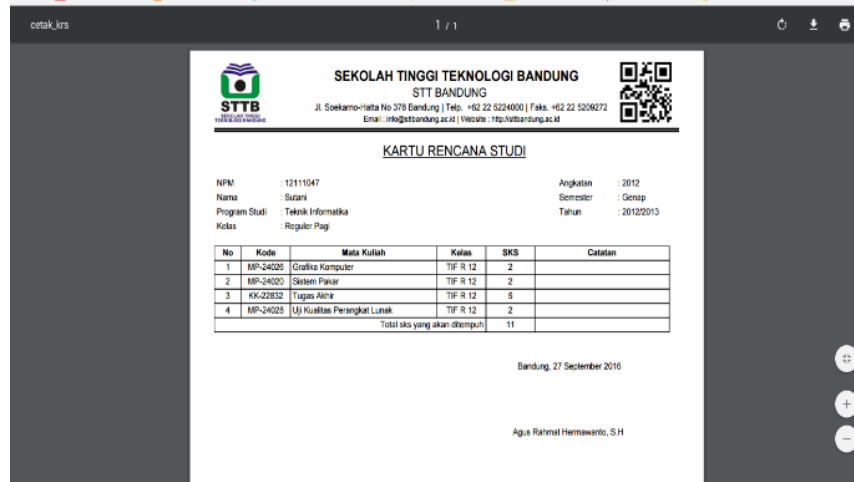 cetak_krs
1 / 1
SEKOLAH TINGGI TEKNOLOGI BANDUNG
STT BANDUNG
Jl. Soekarno-Hatta No 378 Bandung | Telp. +62 22 5224000 | Faks. +62 22 5209272
Email : info@sttbandung.ac.id | Website : http://sttbandung.ac.id
STTB
SEKOLAH TINGGI
TEKNOLOGI BANDUNG
KARTU RENCANA STUDI
NPM : 12111047 Angkatan : 2012
Nama : Sutani Semester : Genap
Program Studi : Teknik Informatika Tahun : 2012/2013
Kelas : Reguler Pagi
No Kode Mata Kuliah Kelas SKS Catatan
1 MP-24026 Grafika Komputer TIF R 12 2
2 MP-24020 Sistem Pakar TIF R 12 2
3 KK-22832 Tugas Akhir TIF R 12 5
4 MP-24028 Uji Kualitas Perangkat Lunak TIF R 12 2
Total sks yang akan ditempuh 11
Bandung, 27 September 2016
Agus Rahmat Hermawanto, S.H